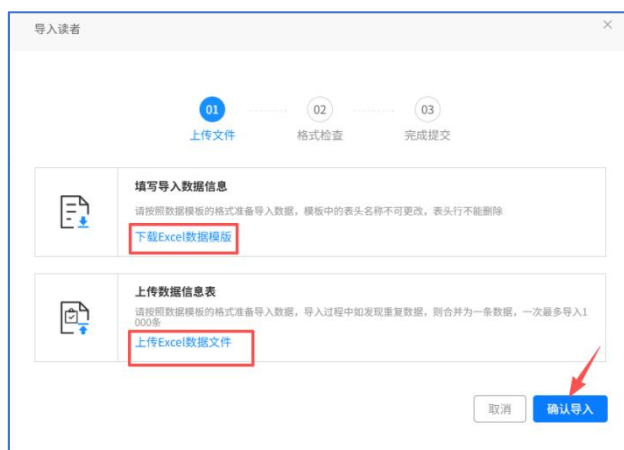 导入读者
×
01
02
03
上传文件
格式检查
完成提交
填写导入数据信息
请按照数据模板的格式准备导入数据，模板中的表头名称不可更改，表头行不能删除
下载Excel数据模版
上传数据信息表
请按照数据模板的格式准备导入数据，导入过程中如发现重复数据，则合并为一条数据，一次最多导入1
000条
上传Excel数据文件
取消
确认导入